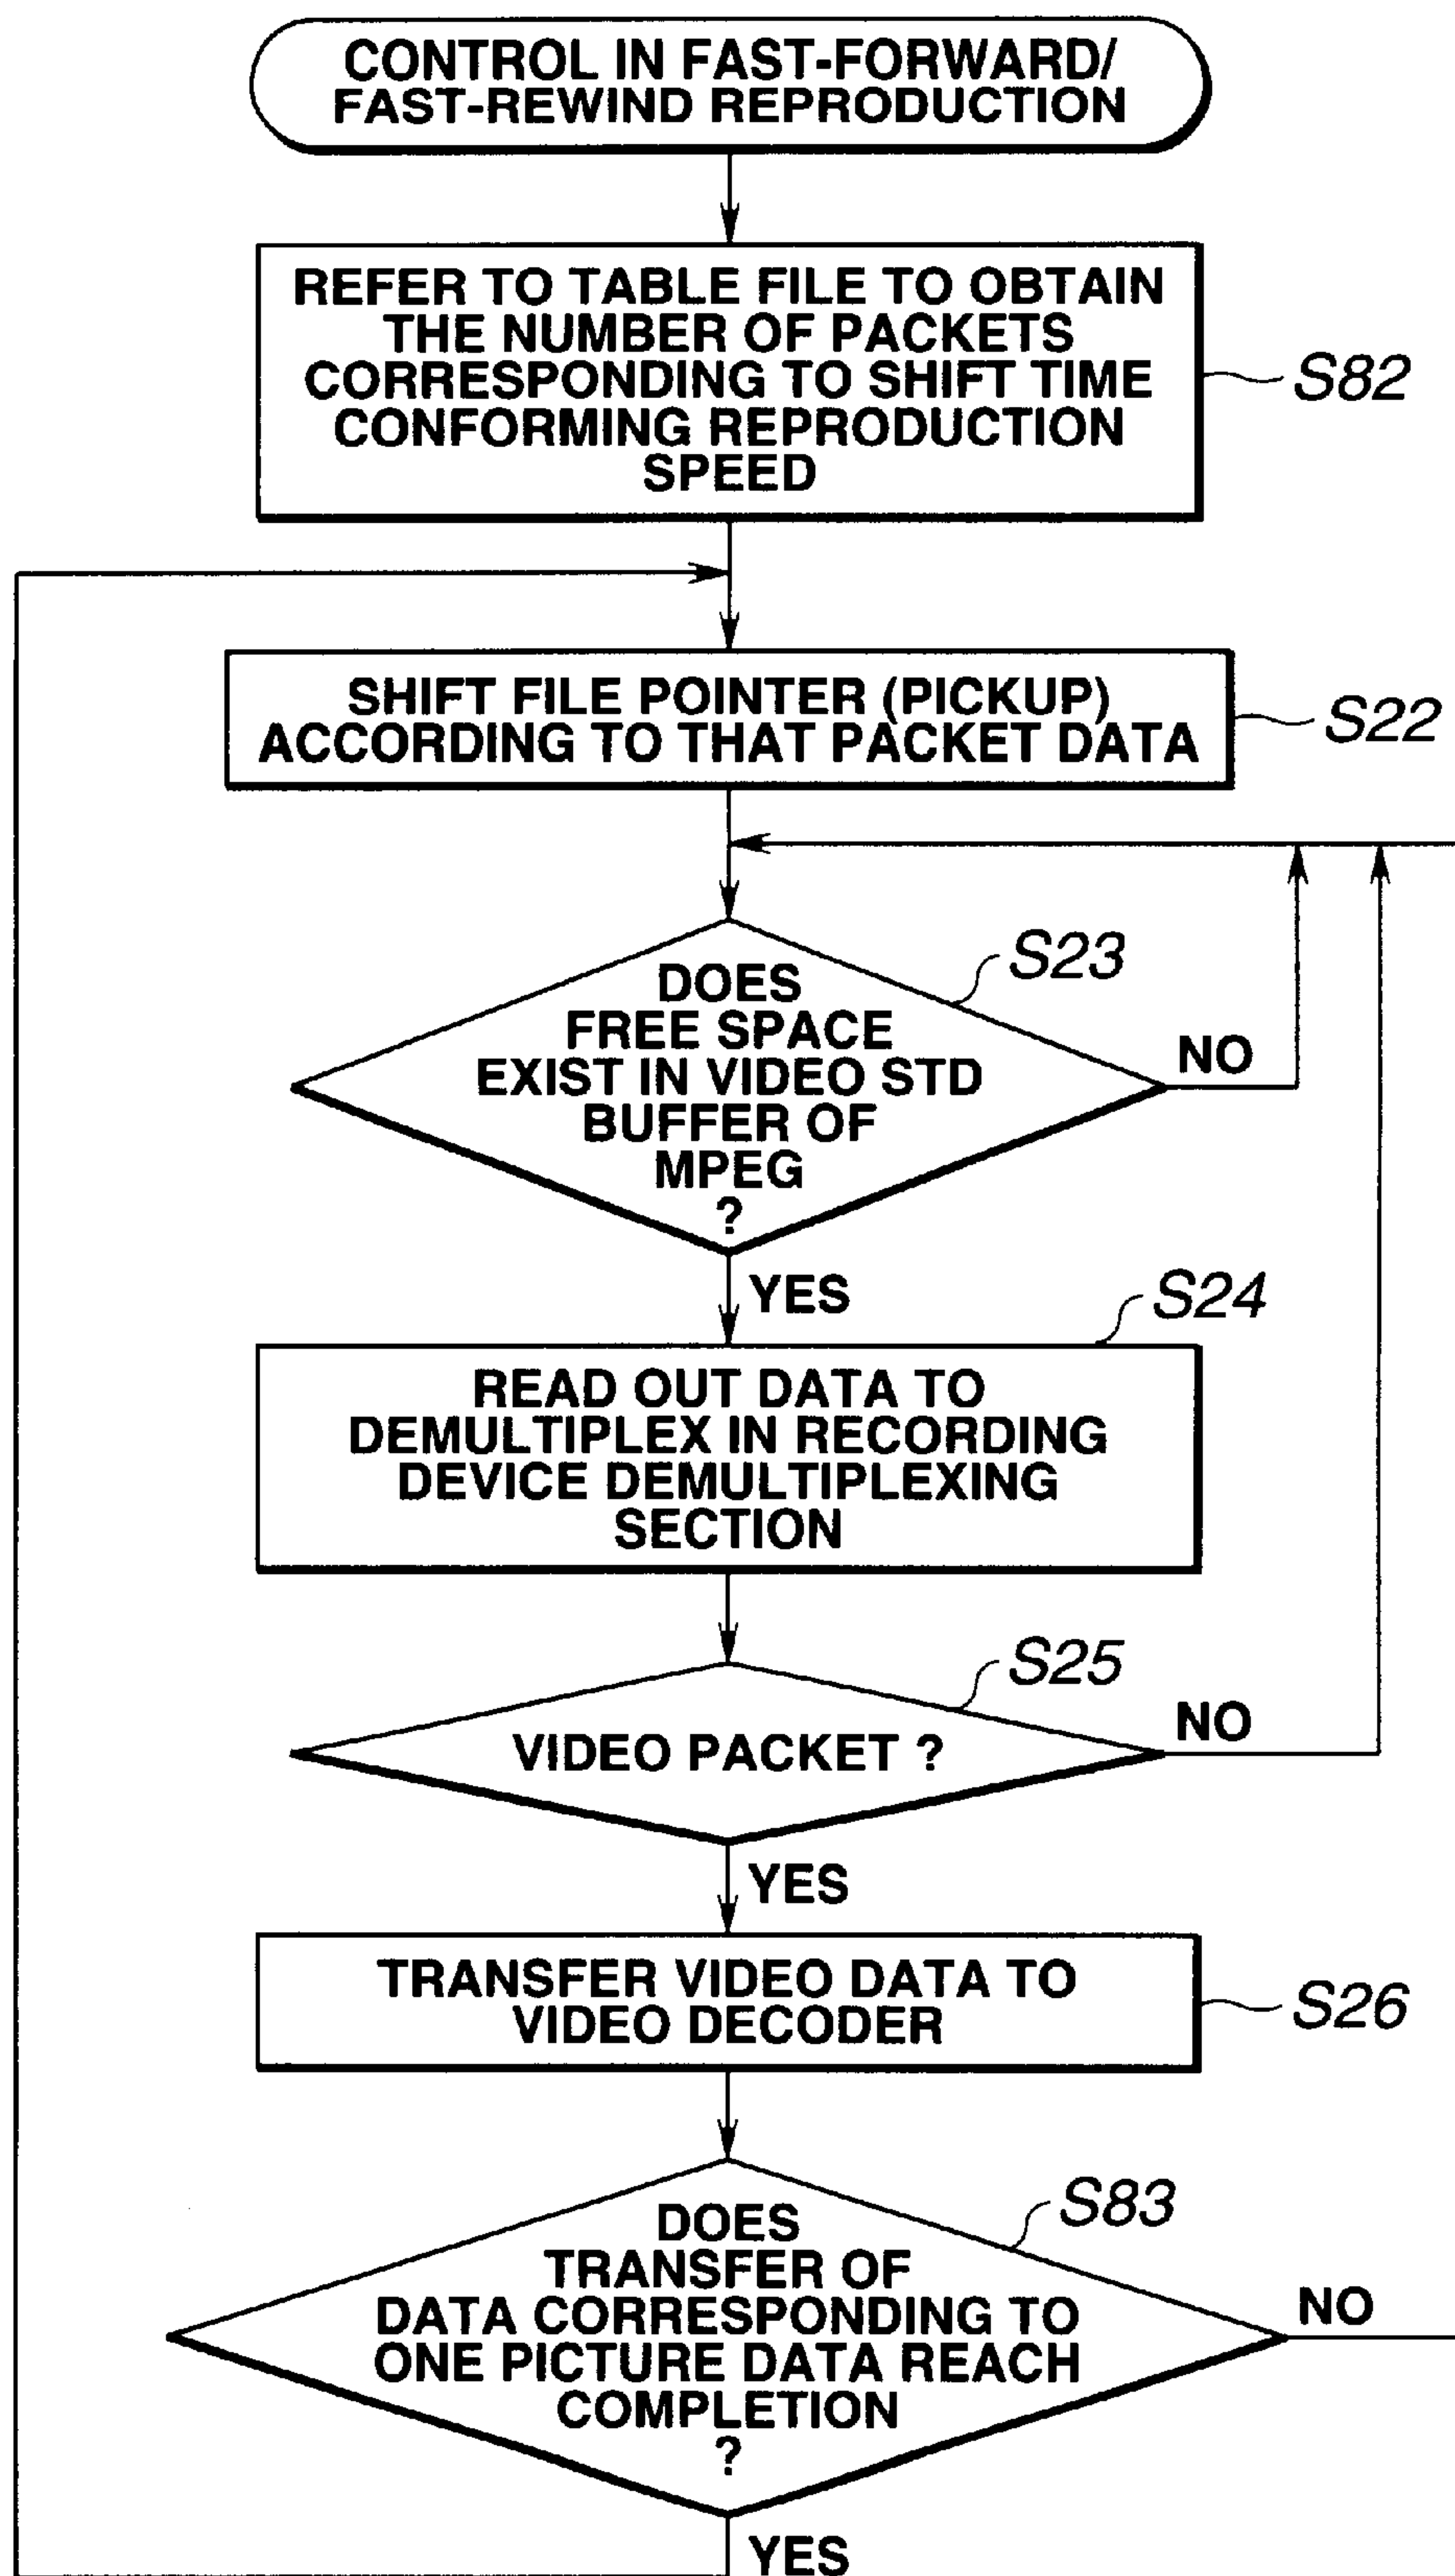 CONTROL IN FAST-FORWARD/
FAST-REWIND REPRODUCTION
REFER TO TABLE FILE TO OBTAIN
THE NUMBER OF PACKETS
CORRESPONDING TO SHIFT TIME
CONFORMING REPRODUCTION
SPEED
S82
SHIFT FILE POINTER (PICKUP)
ACCORDING TO THAT PACKET DATA
S22
S23
DOES
FREE SPACE
EXIST IN VIDEO STD
BUFFER OF
MPEG
?
NO
YES
S24
READ OUT DATA TO
DEMULTIPLEX IN RECORDING
DEVICE DEMULTIPLEXING
SECTION
S25
VIDEO PACKET ?
NO
YES
TRANSFER VIDEO DATA TO
VIDEO DECODER
S26
S83
DOES
TRANSFER OF
DATA CORRESPONDING TO
ONE PICTURE DATA REACH
COMPLETION
?
NO
YES